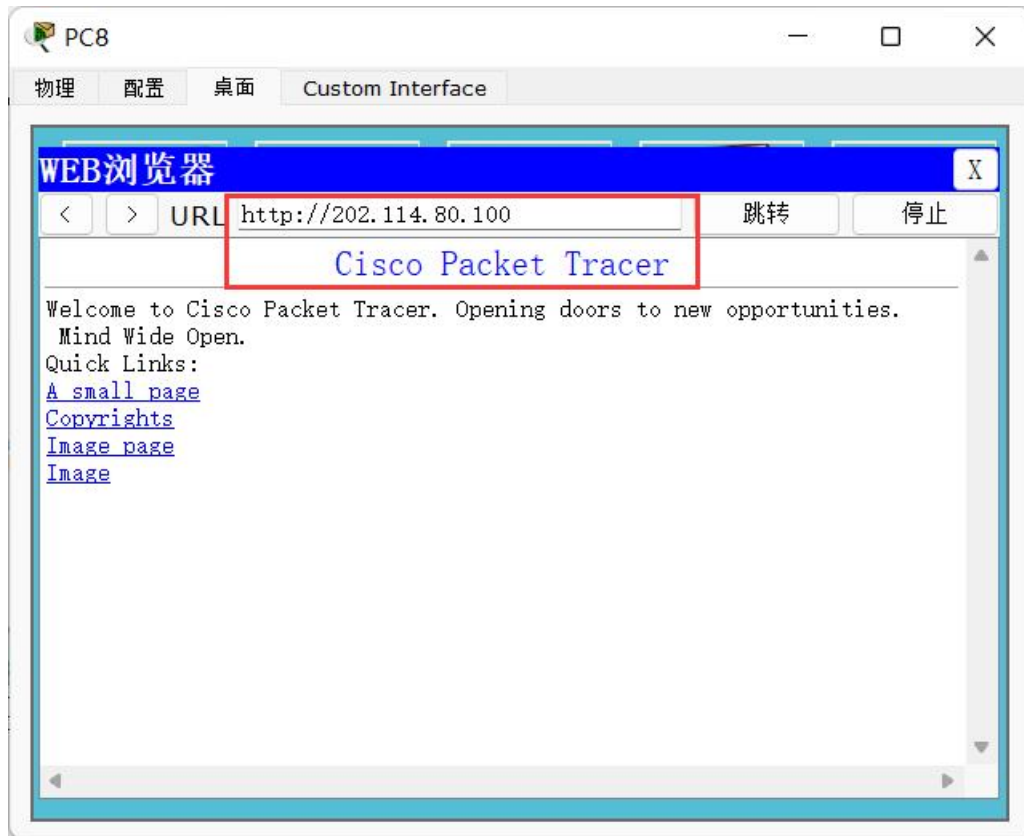 PC8
物理 配置 桌面 Custom Interface
WEB浏览器 X
< > URL http://202.114.80.100 跳转 停止
Cisco Packet Tracer
Welcome to Cisco Packet Tracer. Opening doors to new opportunities.
Mind Wide Open.
Quick Links:
A small page
Copyrights
Image page
Image